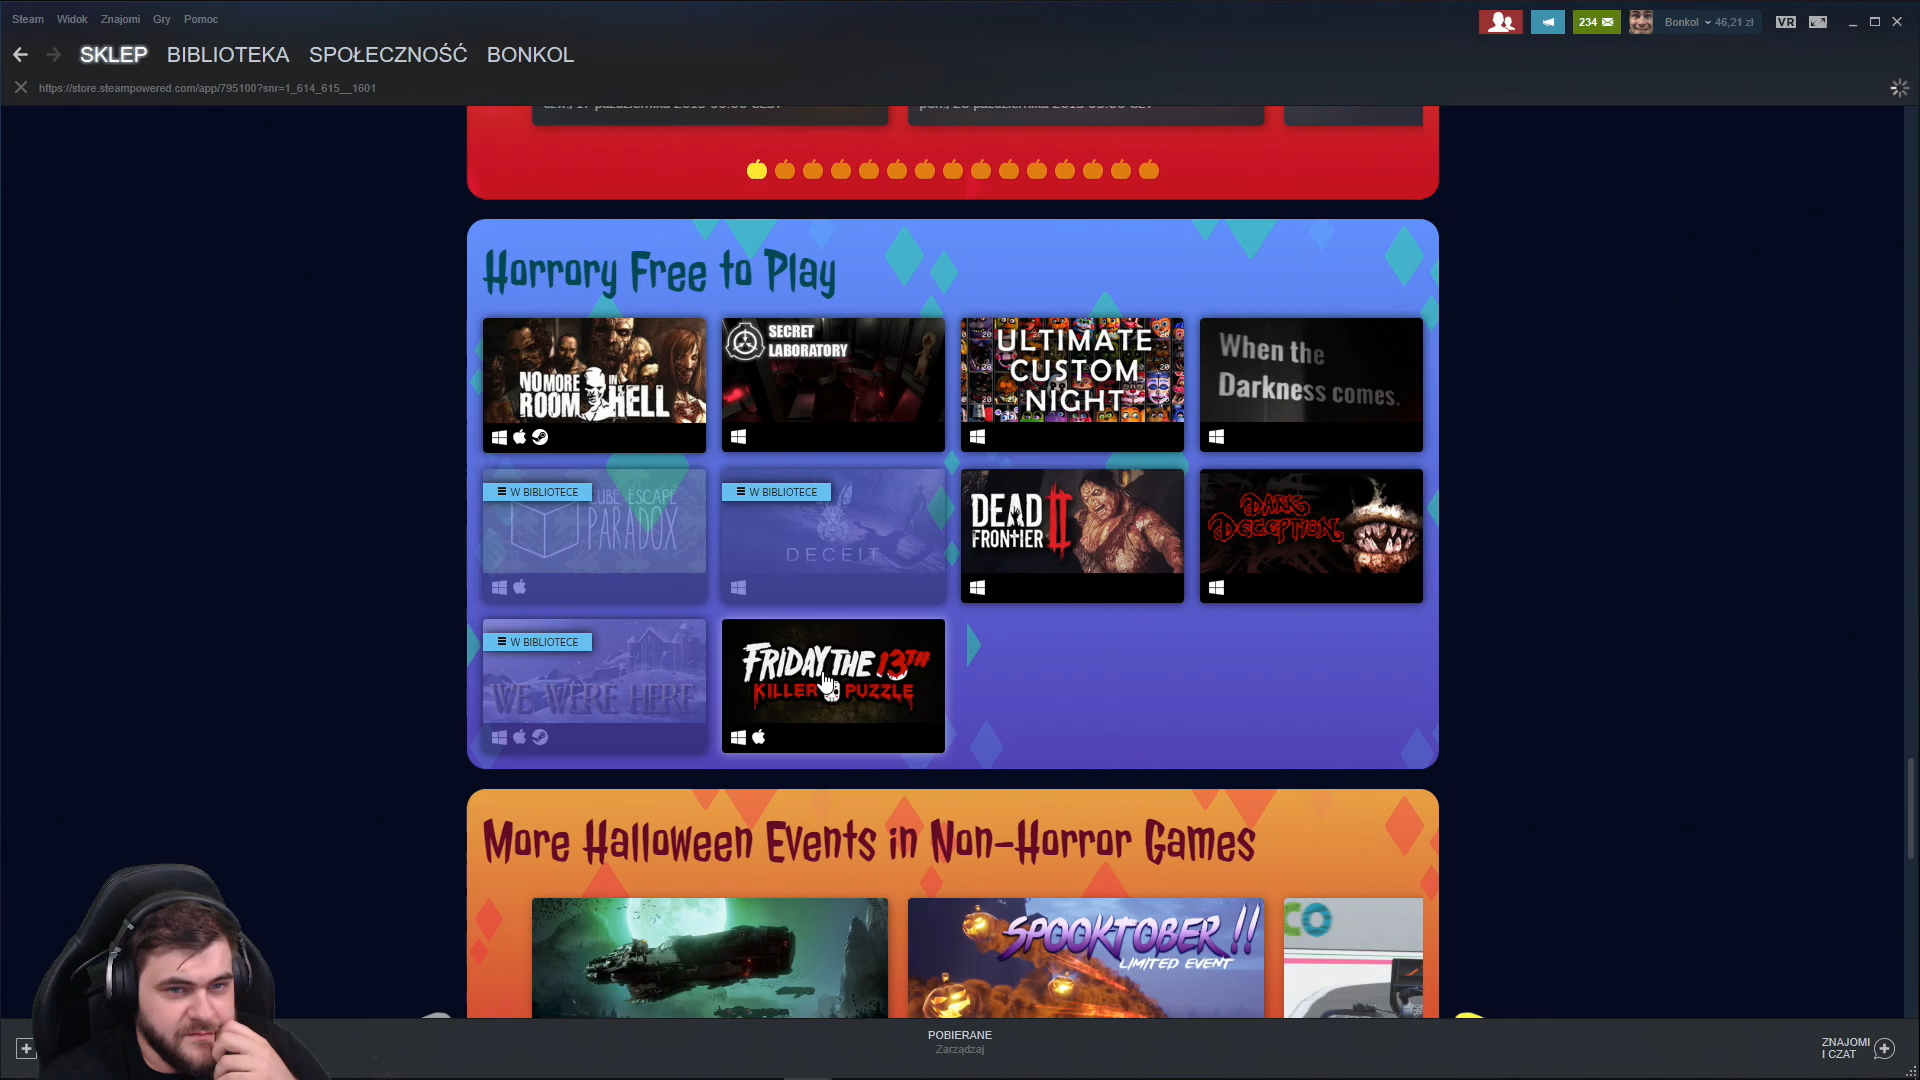 Steam Widok Znajomi Gry Pomoc
234
Bonkol 46,21 zł
VR
SKLEP BIBLIOTEKA SPOŁECZNOŚĆ BONKOL
https://store.steampowered.com/app/795100?snr=1_614_615__1601
Horrory Free to Play
NO MORE ROOM IN HELL
SECRET LABORATORY
ULTIMATE CUSTOM NIGHT
When the Darkness comes.
W BIBLIOTECE
CUBE ESCAPE PARADOX
W BIBLIOTECE
DECEIT
DEAD FRONTIER II
DARK DECEPTION
W BIBLIOTECE
WE WERE HERE
FRIDAY THE 13TH KILLER PUZZLE
More Halloween Events in Non-Horror Games
SPOOKTOBER !!
LIMITED EVENT
CO
POBIERANE
Zarządzaj
ZNAJOMI
I CZAT